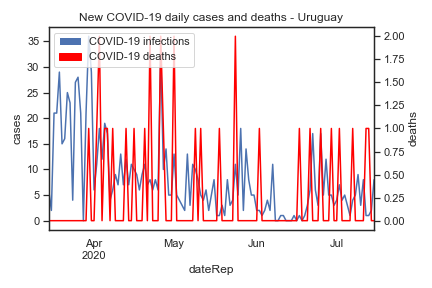 New COVID-19 daily cases and deaths - Uruguay
COVID-19 infections
COVID-19 deaths
35
30
25
20
15
10
5
0
cases
2.00
1.75
1.50
1.25
1.00
0.75
0.50
0.25
0.00
deaths
Apr
2020
May
Jun
Jul
dateRep